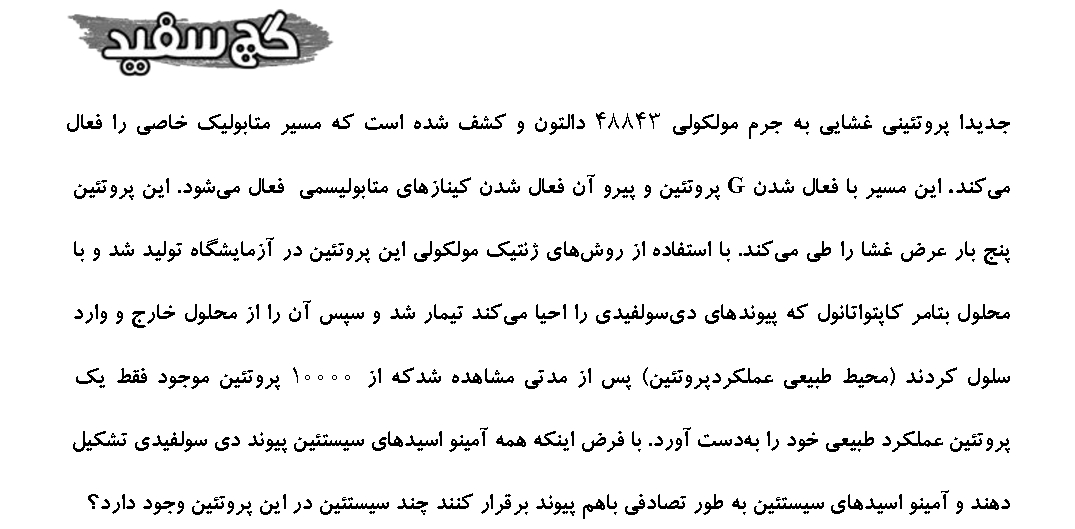 گچ سفید
جدیدا پروتئینی غشایی به جرم مولکولی ۴۸۸۴۳ دالتون و کشف شده است که مسیر متابولیک خاصی را فعال
می‌کند. این مسیر با فعال شدن G پروتئین و پیرو آن فعال شدن کینازهای متابولیسمی فعال می‌شود. این پروتئین
پنج بار عرض غشا را طی می‌کند. با استفاده از روش‌های ژنتیک مولکولی این پروتئین در آزمایشگاه تولید شد و با
محلول بتامر کاپتواتانول که پیوندهای دی‌سولفیدی را احیا می‌کند تیمار شد و سپس آن را از محلول خارج و وارد
سلول کردند (محیط طبیعی عملکردپروتئین) پس از مدتی مشاهده شدکه از ۱۰۰۰۰ پروتئین موجود فقط یک
پروتئین عملکرد طبیعی خود را به‌دست آورد. با فرض اینکه همه آمینو اسیدهای سیستئین پیوند دی سولفیدی تشکیل
دهند و آمینو اسیدهای سیستئین به طور تصادفی باهم پیوند برقرار کنند چند سیستئین در این پروتئین وجود دارد؟